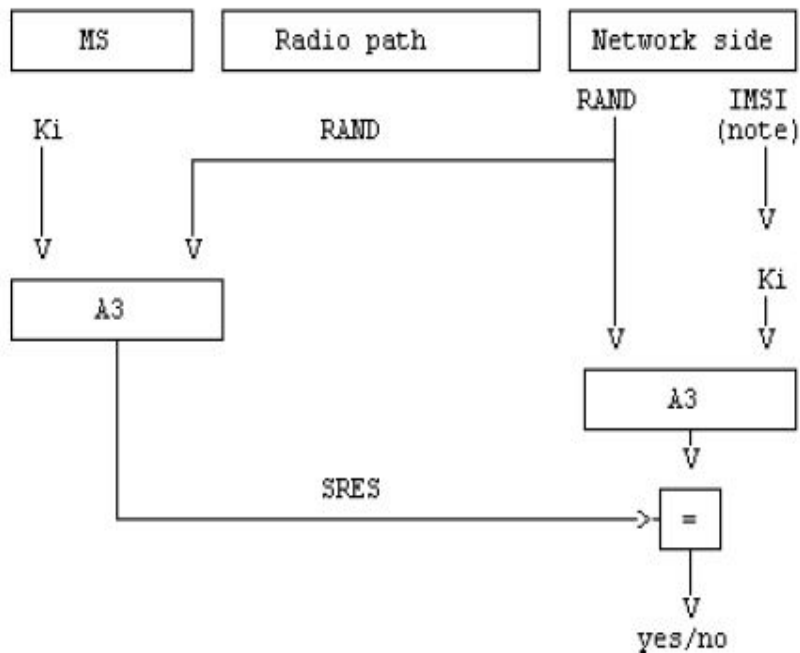 MS
Radio path
Network side
RAND
IMSI
(note)
Ki
RAND
V
V
V
Ki
A3
V
V
A3
V
SRES
=
V
yes/no